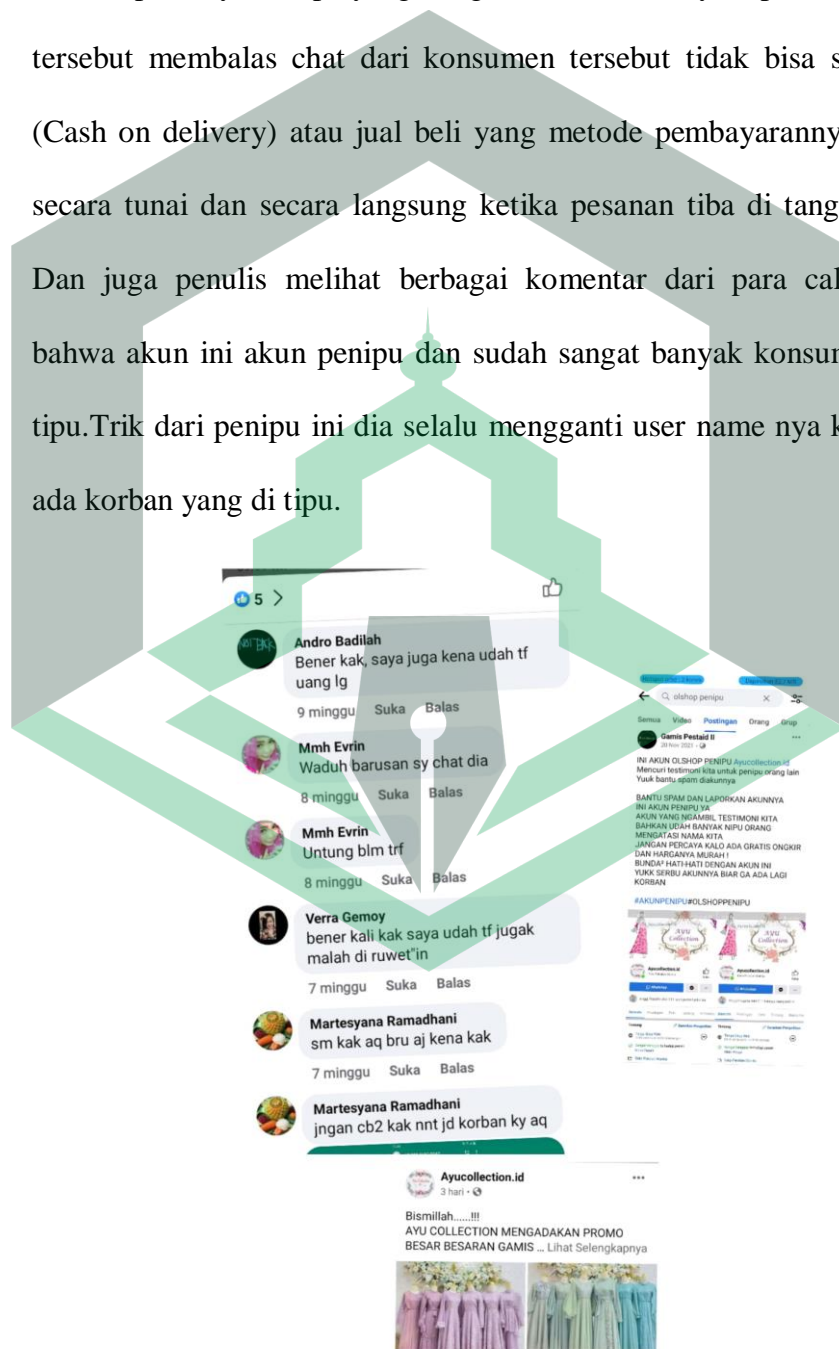 tersebut membalas chat dari konsumen tersebut tidak bisa
(Cash on delivery) atau jual beli yang metode
secara tunai dan secara langsung ketika pesanan tiba di
Dan juga penulis melihat berbagai komentar dari para
bahwa akun ini akun penipu dan sudah sangat banyak
tipu.Trik dari penipu ini dia selalu mengganti user name nya
ada korban yang di tipu.
5 >
Andro Badilah
Bener kak, saya juga kena udah tf
uang lg
9 minggu Suka Balas
Mmh Evrin
Waduh barusan sy chat dia
8 minggu Suka Balas
Mmh Evrin
Untung blm trf
8 minggu Suka Balas
Verra Gemoy
bener kali kak saya udah tf jugak
malah di ruwet"in
7 minggu Suka Balas
Martesyana Ramadhani
sm kak aq bru aj kena kak
7 minggu Suka Balas
Martesyana Ramadhani
jngan cb2 kak nnt jd korban ky aq
olshop penipu
Semua Video Postingan Orang Grup
Gamis Pestaid II
20 Nov 2021
INI AKUN OLSHOP PENIPU Ayucollection.id
Mencuri testimoni kita untuk penipu orang lain
Yuuk bantu spam diakunnya
BANTU SPAM DAN LAPORKAN AKUNNYA
INI AKUN PENIPU YA
AKUN YANG NGAMBIL TESTIMONI KITA
BAHKAN UDAH BANYAK NIPU ORANG
MENGATASI NAMA KITA
JANGAN PERCAYA KALO ADA GRATIS ONGKIR
DAN HARGANYA MURAH !
BUNDA² HATI-HATI DENGAN AKUN INI
YUKK SERBU AKUNNYA BIAR GA ADA LAGI
KORBAN
#AKUNPENIPU#OLSHOPPENIPU
AYU
Collection
AYU
Collection
Ayucollection.id
Ayucollection.id
Ayucollection.id
3 hari
Bismillah......!!!
AYU COLLECTION MENGADAKAN PROMO
BESAR BESARAN GAMIS ... Lihat Selengkapnya